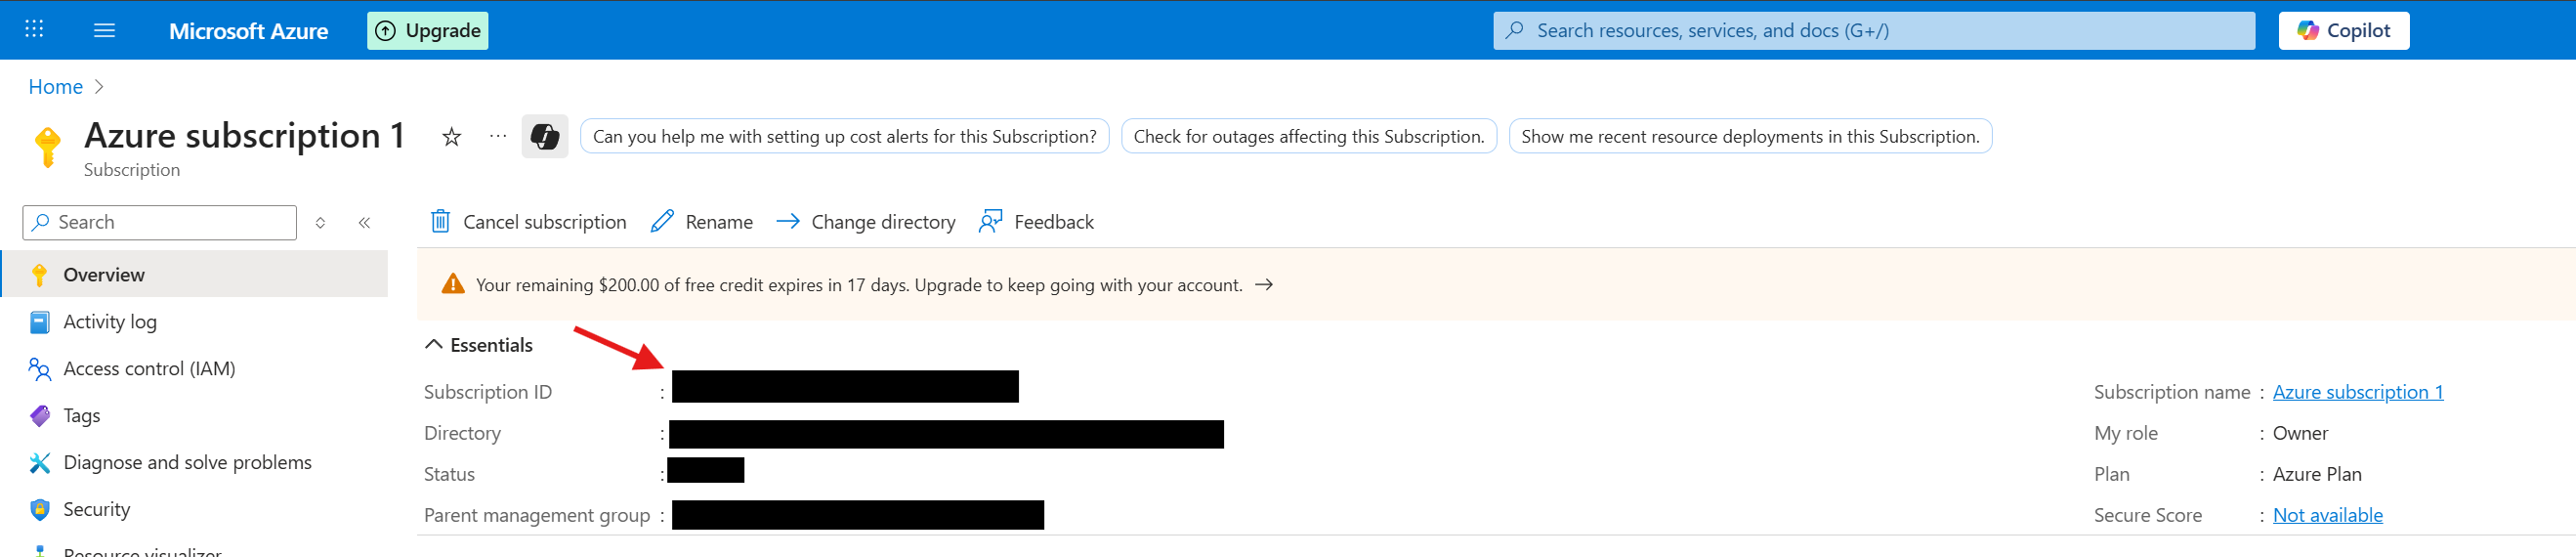 Microsoft Azure
Upgrade
Search resources, services, and docs (G+/)
Copilot
Home
Azure subscription 1
Subscription
Can you help me with setting up cost alerts for this Subscription?
Check for outages affecting this Subscription.
Show me recent resource deployments in this Subscription.
Search
Cancel subscription
Rename
Change directory
Feedback
Overview
Activity log
Access control (IAM)
Tags
Diagnose and solve problems
Security
Resource visualizer
Your remaining $200.00 of free credit expires in 17 days. Upgrade to keep going with your account.
Essentials
Subscription ID :
Directory :
Status :
Parent management group :
Subscription name : Azure subscription 1
My role : Owner
Plan : Azure Plan
Secure Score : Not available